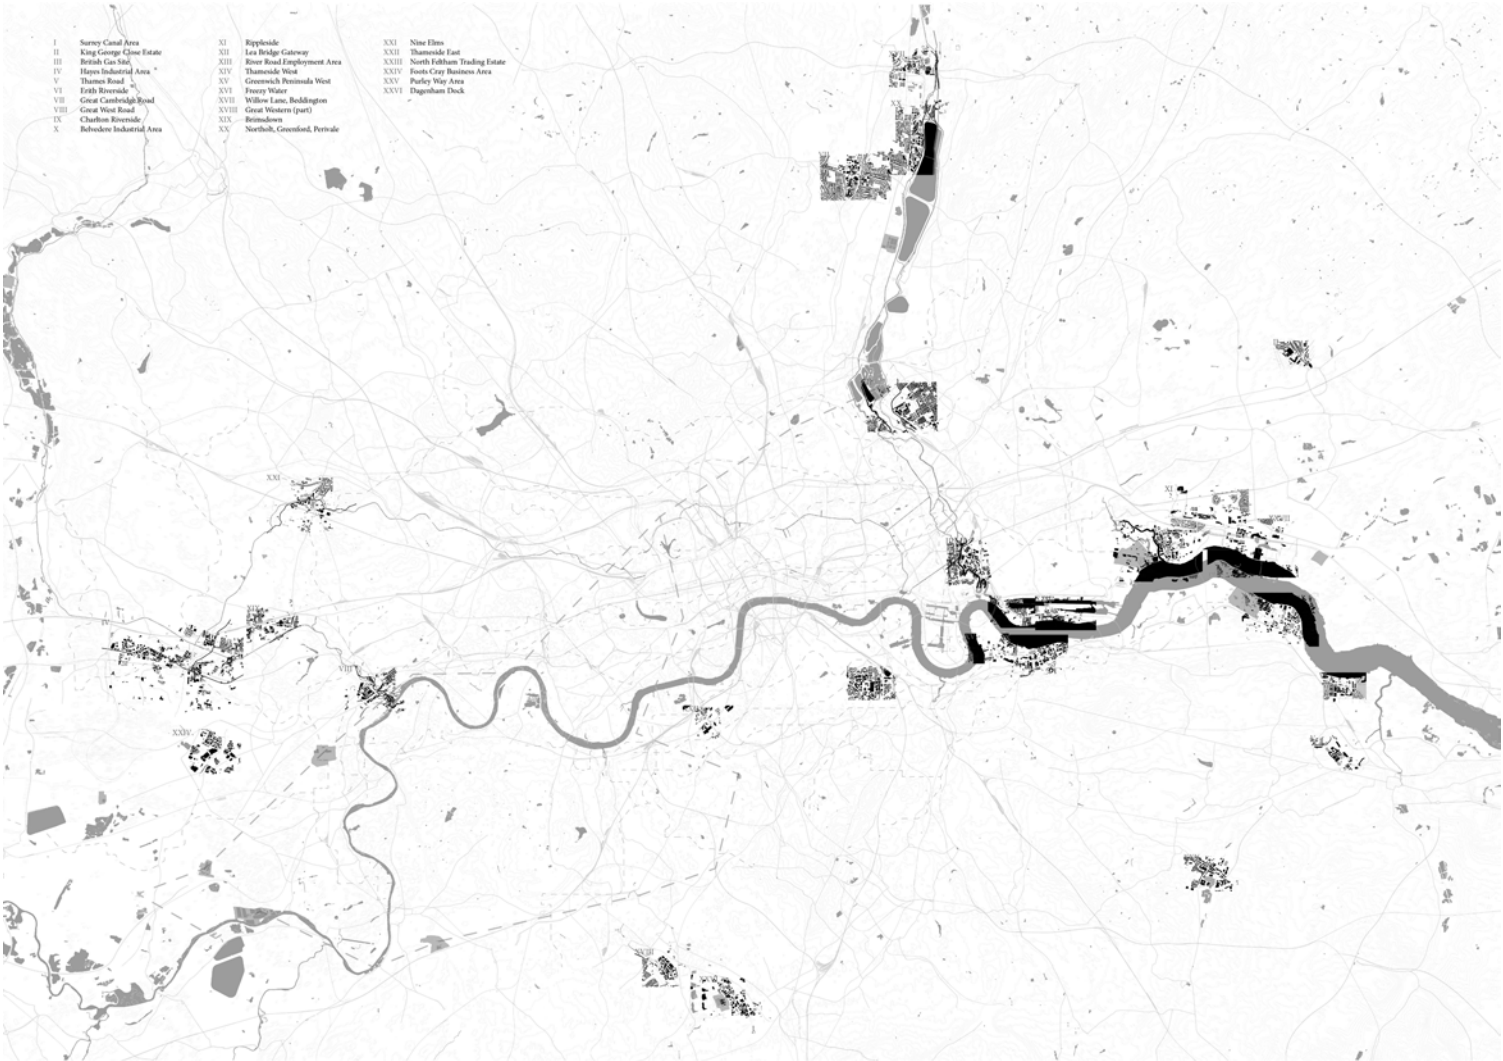 I Surrey Canal Area
II King George Close Estate
III British Gas Site
IV Hayes Industrial Area
V Thames Road
VI Erith Riverside
VII Great Cambridge Road
VIII Great West Road
IX Charlton Riverside
X Belvedere Industrial Area
XI Rippleside
XII Lea Bridge Gateway
XIII River Road Employment Area
XIV Thameside West
XV Greenwich Peninsula West
XVI Freezy Water
XVII Willow Lane, Beddington
XVIII Great Western (part)
XIX Brimsdown
XX Northolt, Greenford, Perivale
XXI Nine Elms
XXII Thameside East
XXIII North Feltham Trading Estate
XXIV Foots Cray Business Area
XXV Purley Way Area
XXVI Dagenham Dock
XX
XXI
XI
IV
VIII
XXIV
XVIII